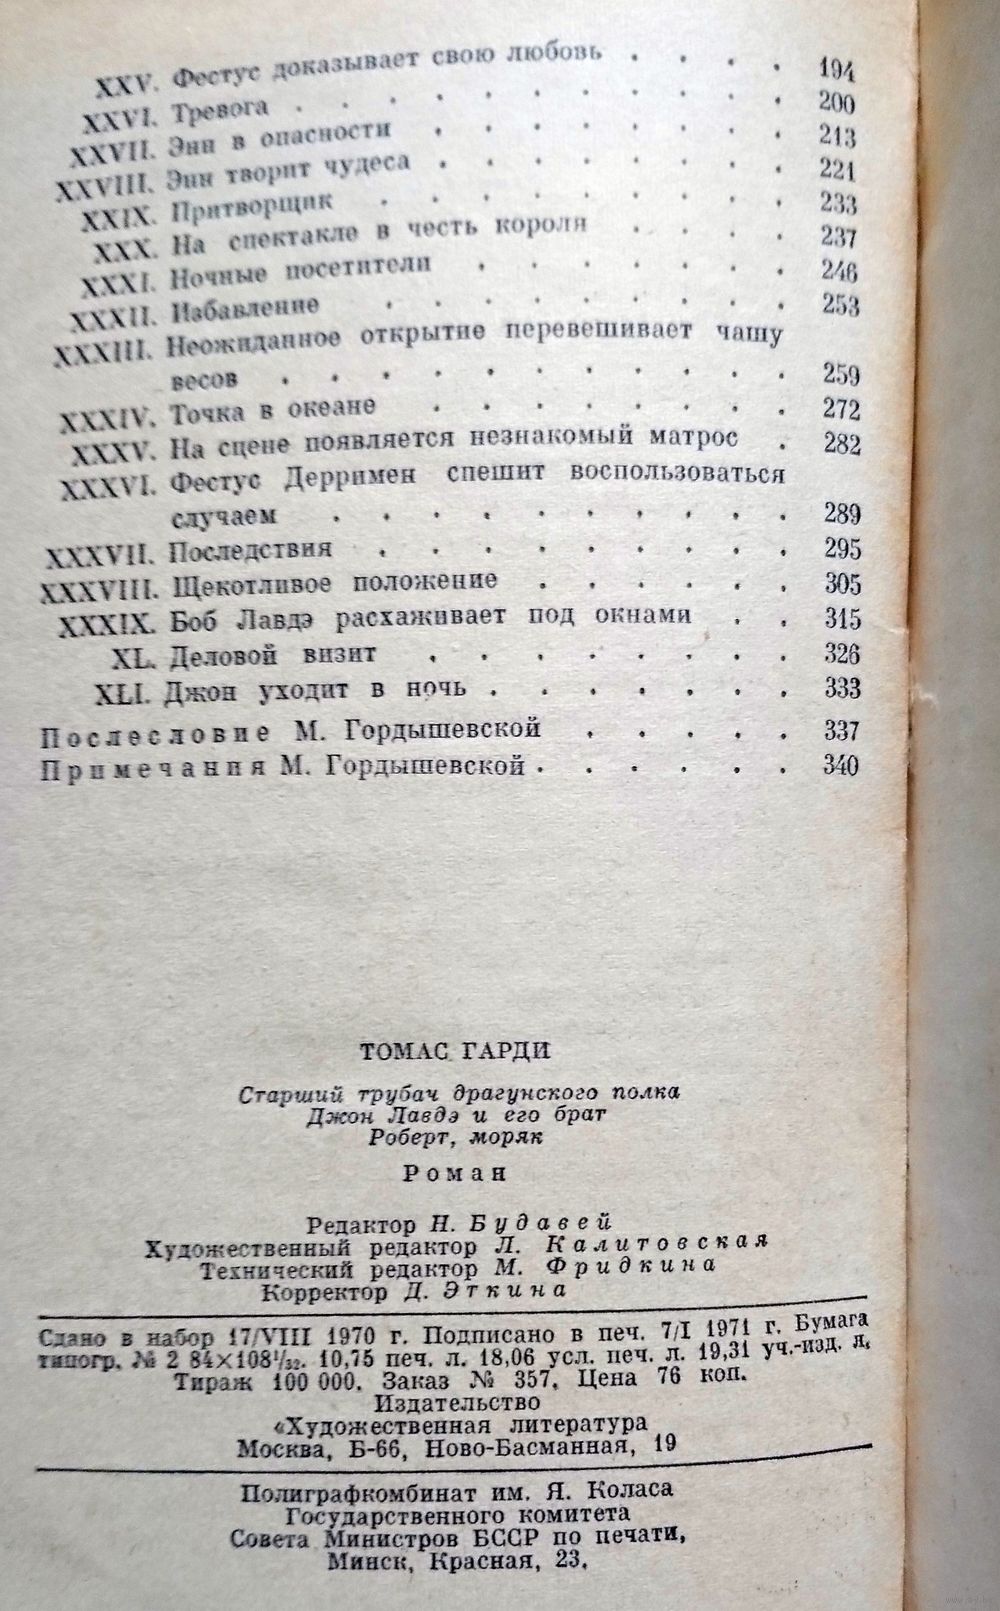 XXV. Фестус доказывает свою любовь . . . . 194
XXVI. Тревога . . . . . . . . . . . 200
XXVII. Энн в опасности . . . . . . . . 213
XXVIII. Энн творит чудеса . . . . . . . . 221
XXIX. Притворщик . . . . . . . . . 233
XXX. На спектакле в честь короля . . . . 237
XXXI. Ночные посетители . . . . . . . 246
XXXII. Избавление . . . . . . . . . 253
XXXIII. Неожиданное открытие перевешивает чашу
весов . . . . . . . . . . . 259
XXXIV. Точка в океане . . . . . . . . 272
XXXV. На сцене появляется незнакомый матрос . 282
XXXVI. Фестус Дерримен спешит воспользоваться
случаем . . . . . . . . . . 289
XXXVII. Последствия . . . . . . . . . 295
XXXVIII. Щекотливое положение . . . . . . 305
XXXIX. Боб Лавдэ расхаживает под окнами . . 315
XL. Деловой визит . . . . . . . . 326
XLI. Джон уходит в ночь . . . . . . . 333
Послесловие М. Гордышевской . . . . . 337
Примечания М. Гордышевской . . . . . . 340
ТОМАС ГАРДИ
Старший трубач драгунского полка
Джон Лавдэ и его брат
Роберт, моряк
Роман
Редактор Н. Будавей
Художественный редактор Л. Калитовская
Технический редактор М. Фридкина
Корректор Д. Эткина
Сдано в набор 17/VIII 1970 г. Подписано в печ. 7/I 1971 г. Бумага
типогр. № 2 84×108¹/₃₂. 10,75 печ. л. 18,06 усл. печ. л. 19,31 уч.-изд. л.
Тираж 100 000. Заказ № 357. Цена 76 коп.
Издательство
«Художественная литература
Москва, Б-66, Ново-Басманная, 19
Полиграфкомбинат им. Я. Коласа
Государственного комитета
Совета Министров БССР по печати,
Минск, Красная, 23.